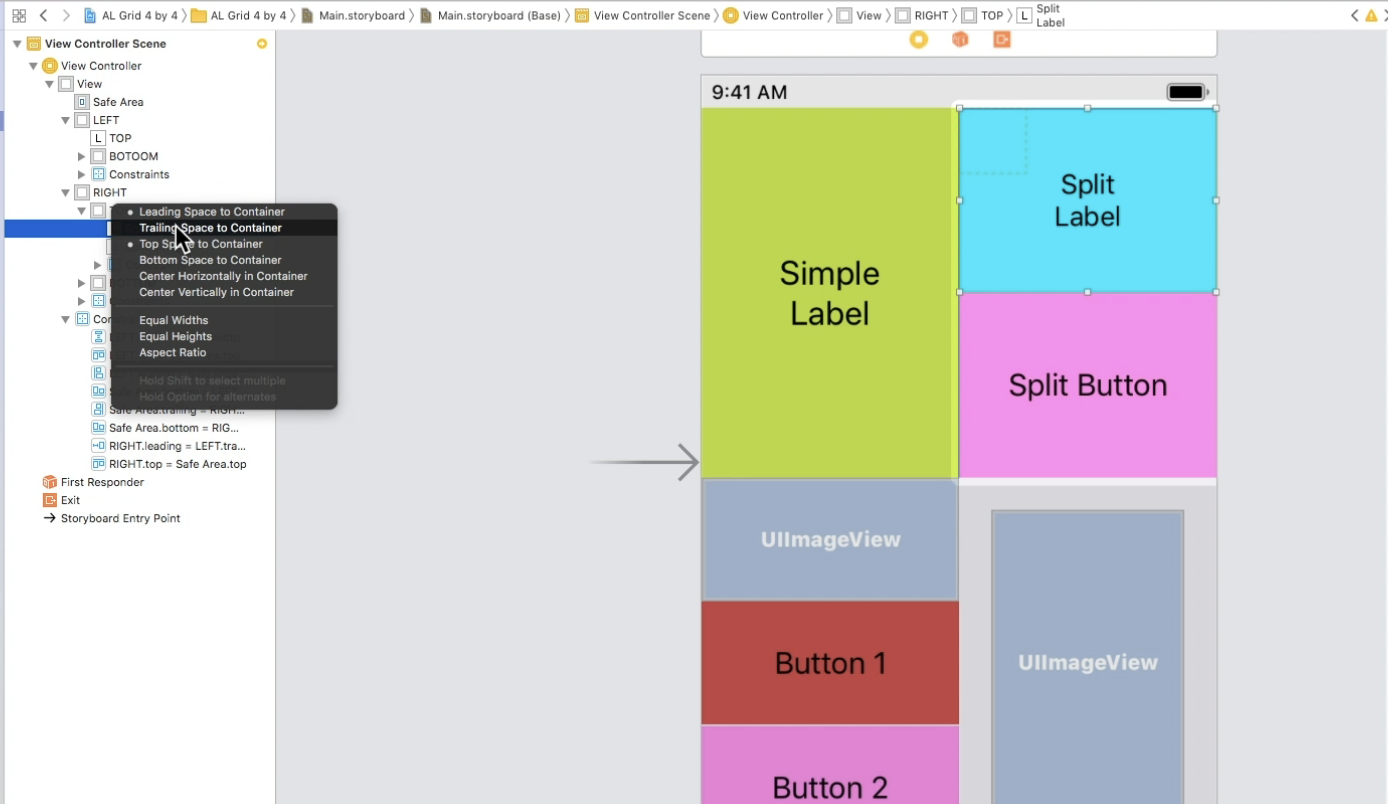 AL Grid 4 by 4 AL Grid 4 by 4 Main.storyboard Main.storyboard (Base) View Controller Scene View Controller View RIGHT TOP L Split Label
View Controller Scene
View Controller
View
Safe Area
LEFT
L TOP
BOTOOM
Constraints
RIGHT
Leading Space to Container
Trailing Space to Container
Top Space to Container
Bottom Space to Container
Center Horizontally in Container
Center Vertically in Container
Equal Widths
Equal Heights
Aspect Ratio
Hold Shift to select multiple
Hold Option for alternates
Safe Area.trailing = RIGH...
Safe Area.bottom = RIG...
RIGHT.leading = LEFT.tra...
RIGHT.top = Safe Area.top
First Responder
Exit
Storyboard Entry Point
9:41 AM
Simple
Label
Split
Label
Split Button
UIImageView
Button 1
Button 2
UIImageView